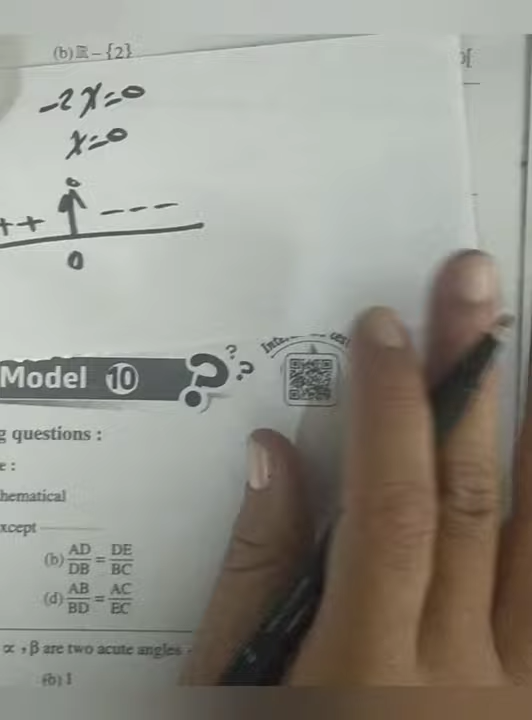 (b) ℝ – {2}
-2x=0
x=0
0
++ ---
0
Model 10
g questions :
e :
hematical
xcept
(b) AD/DB = DE/BC
(d) AB/BD = AC/EC
∝ , β are two acute angles
(b) 1